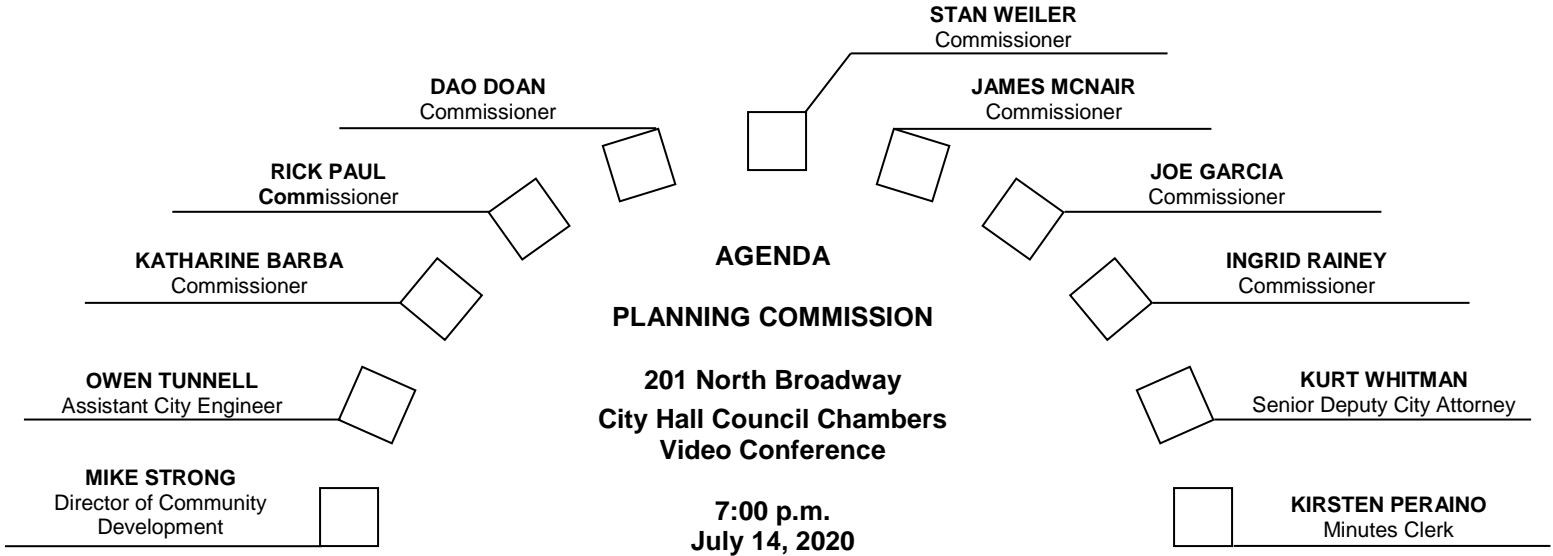 STAN WEILER
Commissioner
DAO DOAN
Commissioner
JAMES MCNAIR
Commissioner
RICK PAUL
Commissioner
JOE GARCIA
Commissioner
AGENDA
KATHARINE BARBA
Commissioner
INGRID RAINEY
Commissioner
PLANNING COMMISSION
201 North Broadway
City Hall Council Chambers
Video Conference
OWEN TUNNELL
Assistant City Engineer
KURT WHITMAN
Senior Deputy City Attorney
MIKE STRONG
Director of Community
Development
7:00 p.m.
July 14, 2020
KIRSTEN PERAINO
Minutes Clerk